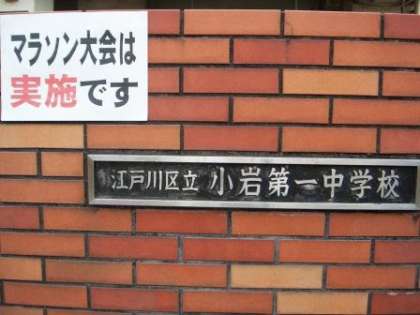 マラソン大会は
実施です
江戸川区立 小岩第一中学校